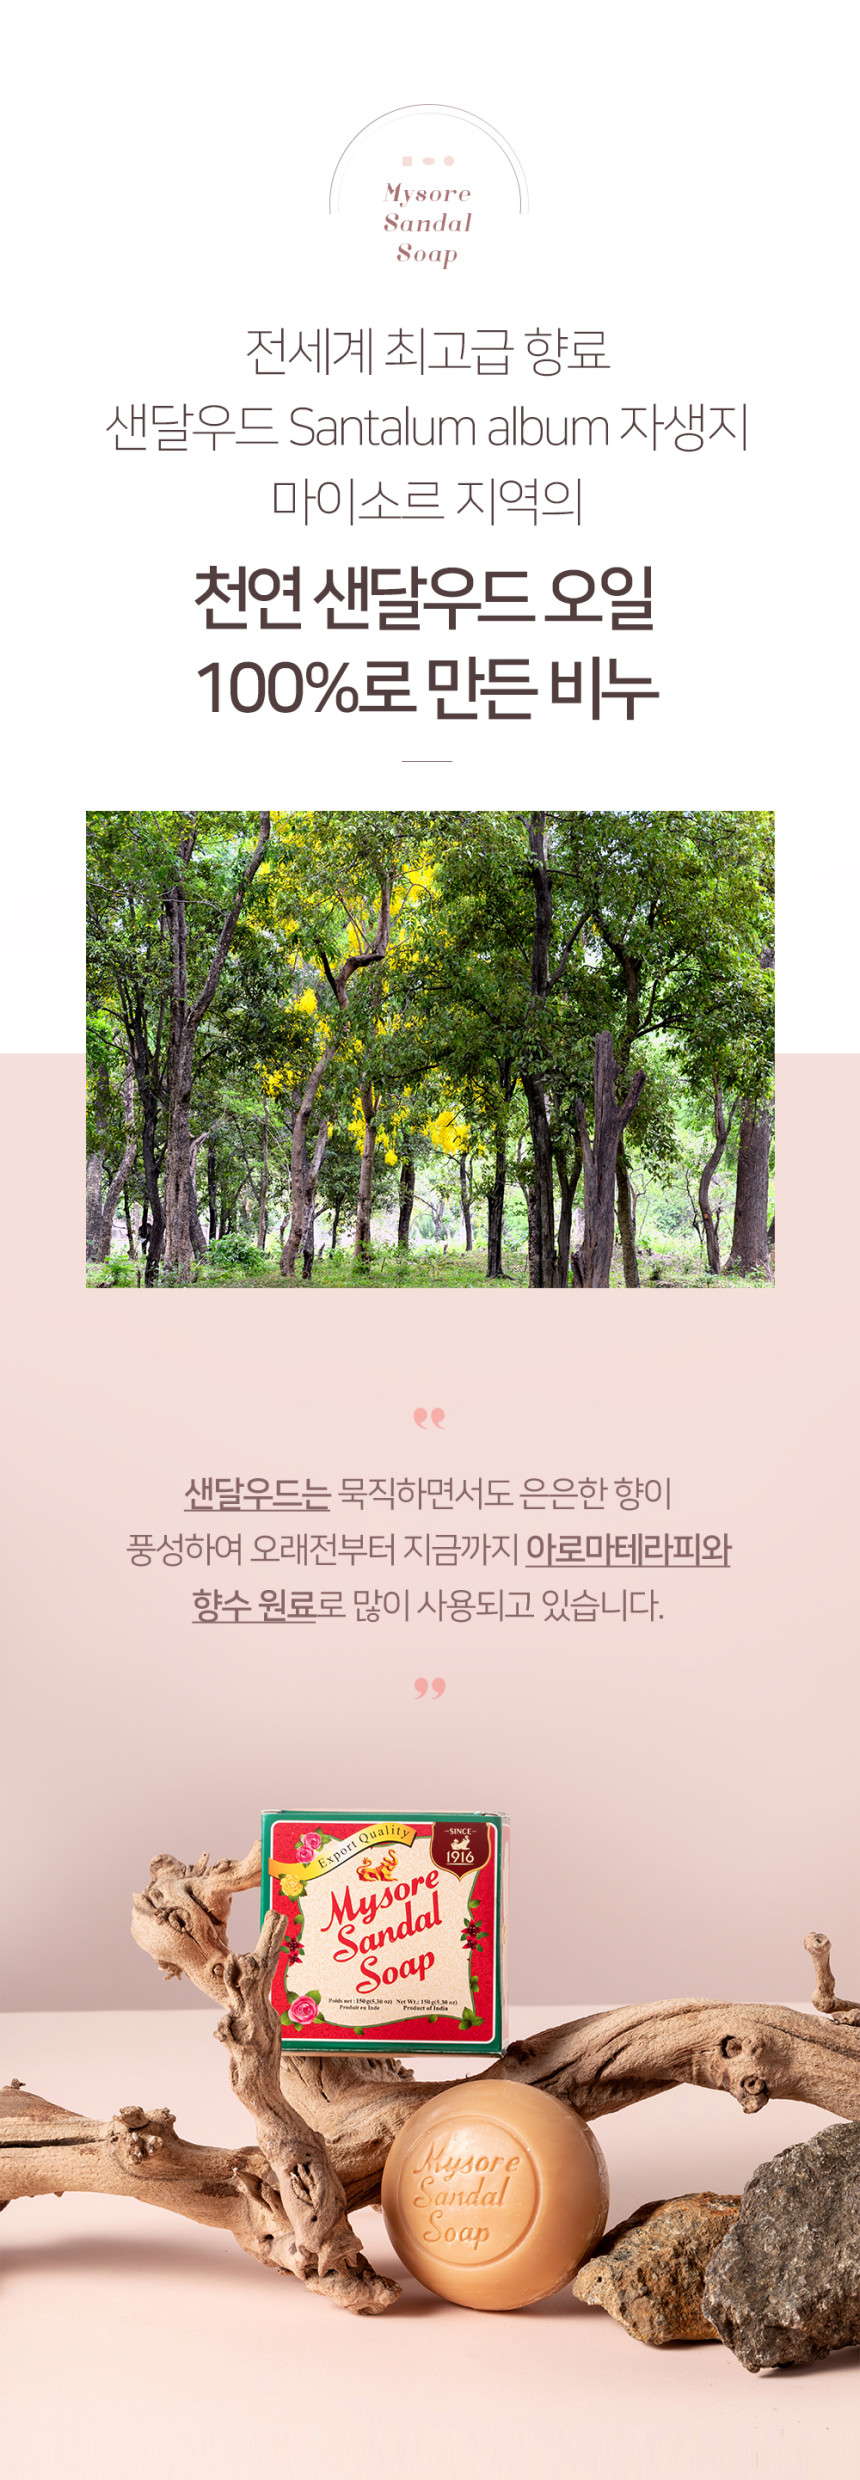 Mysore
Sandal
Soap
전세계 최고급 향료
샌달우드 Santalum album 자생지
마이소르 지역의
천연 샌달우드 오일
100%로 만든 비누
“
샌달우드는 묵직하면서도 은은한 향이
풍성하여 오래전부터 지금까지 아로마테라피와
향수 원료로 많이 사용되고 있습니다.
”
Export Quality
-SINCE-
1916
Mysore
Sandal
Soap
Poids net : 150 g(5.30 oz) Net Wt.: 150 g(5.30 oz)
Produit en Inde Product of India
Mysore
Sandal
Soap